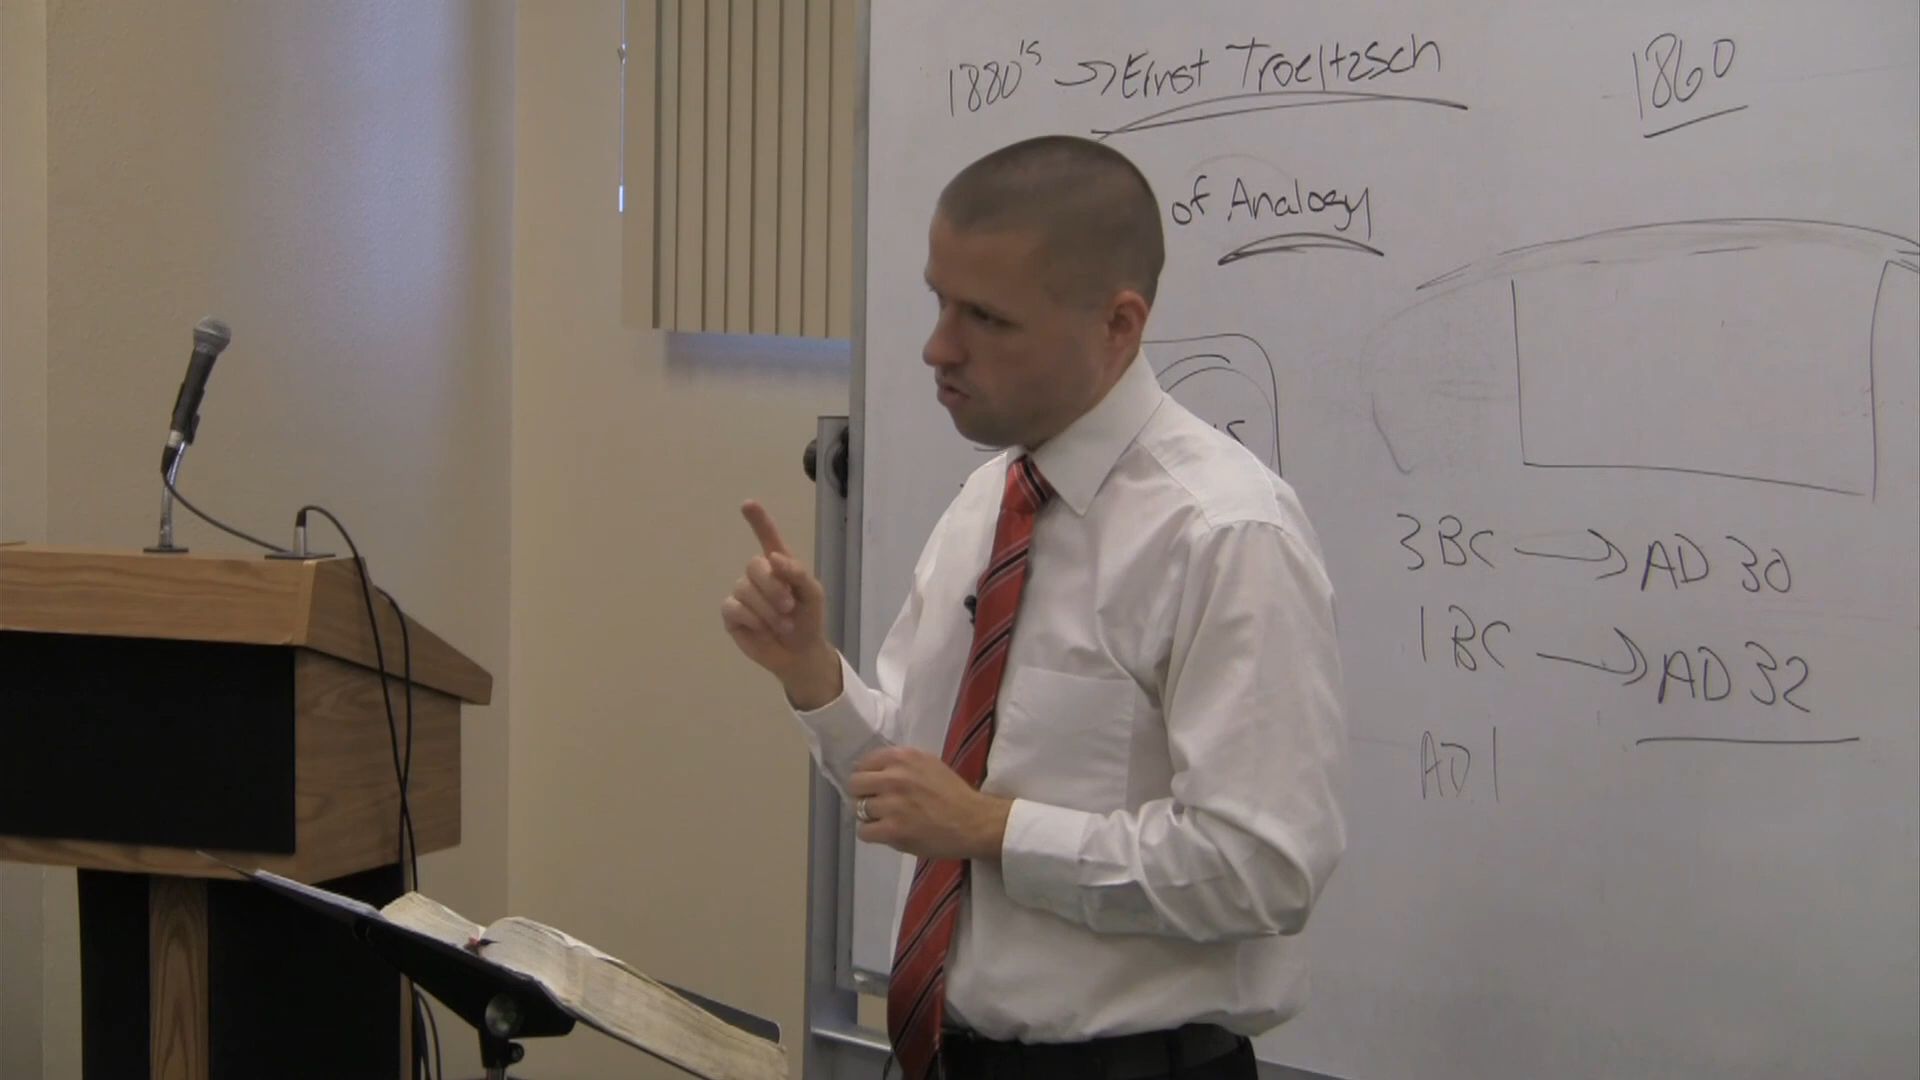 1880's → Ernst Troeltzsch
1860
of Analogy
3 BC → AD 30
1 BC → AD 32
AD 1